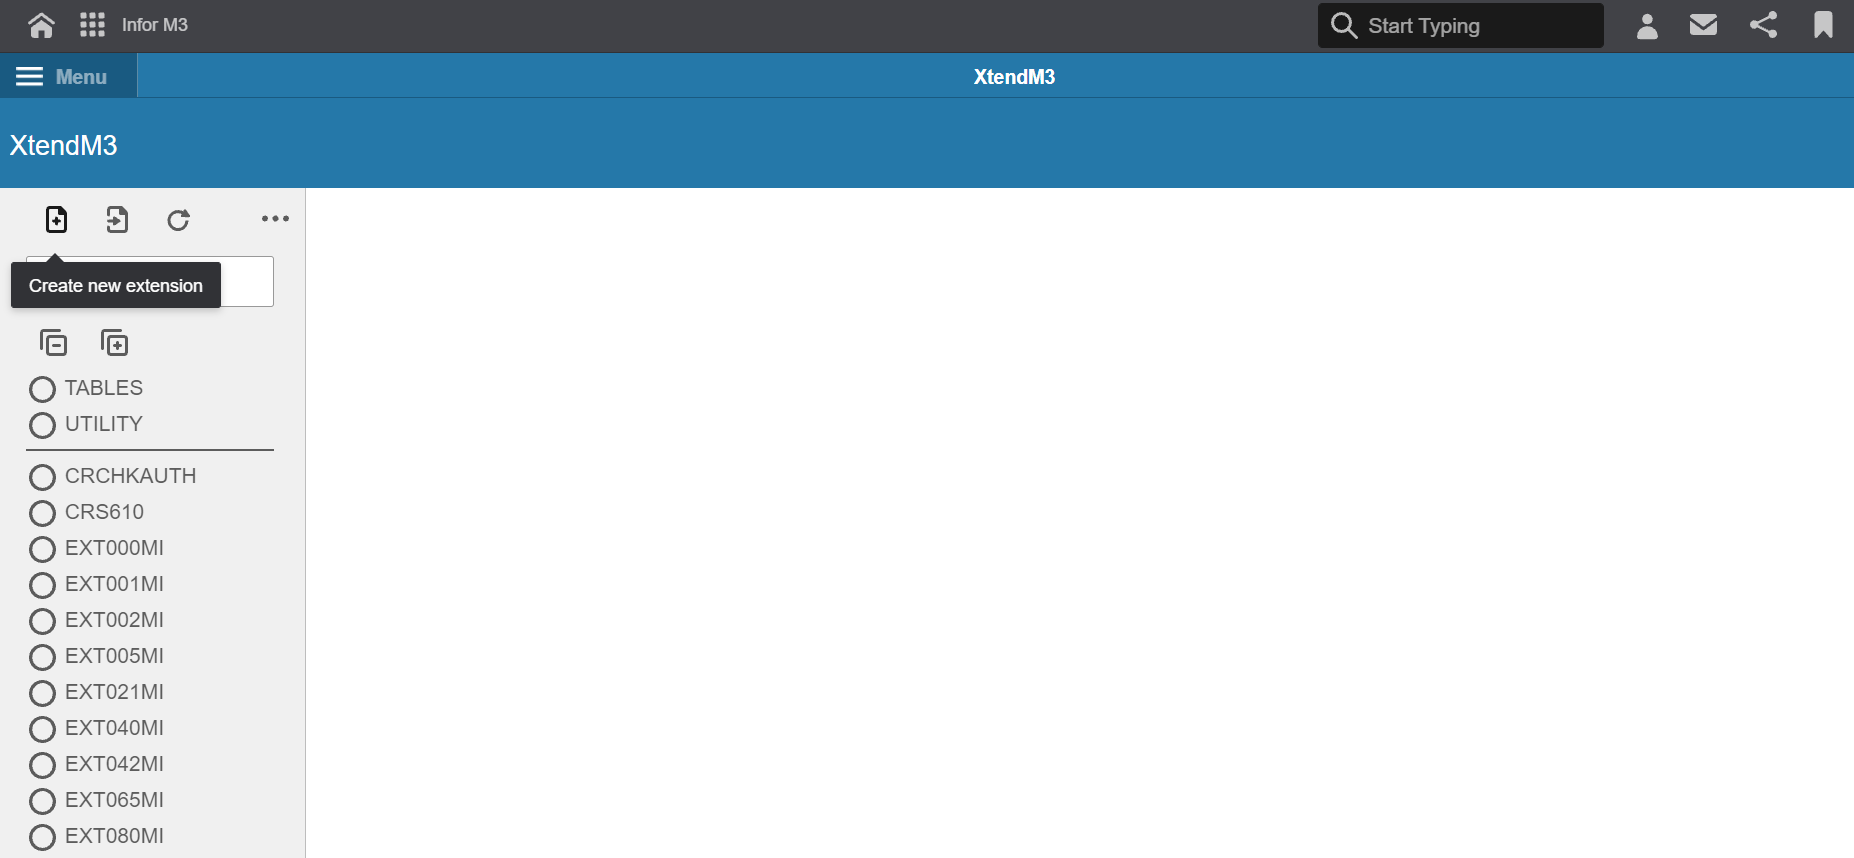 Infor M3
Start Typing
Menu
XtendM3
XtendM3
Create new extension
TABLES
UTILITY
CRCHKAUTH
CRS610
EXT000MI
EXT001MI
EXT002MI
EXT005MI
EXT021MI
EXT040MI
EXT042MI
EXT065MI
EXT080MI